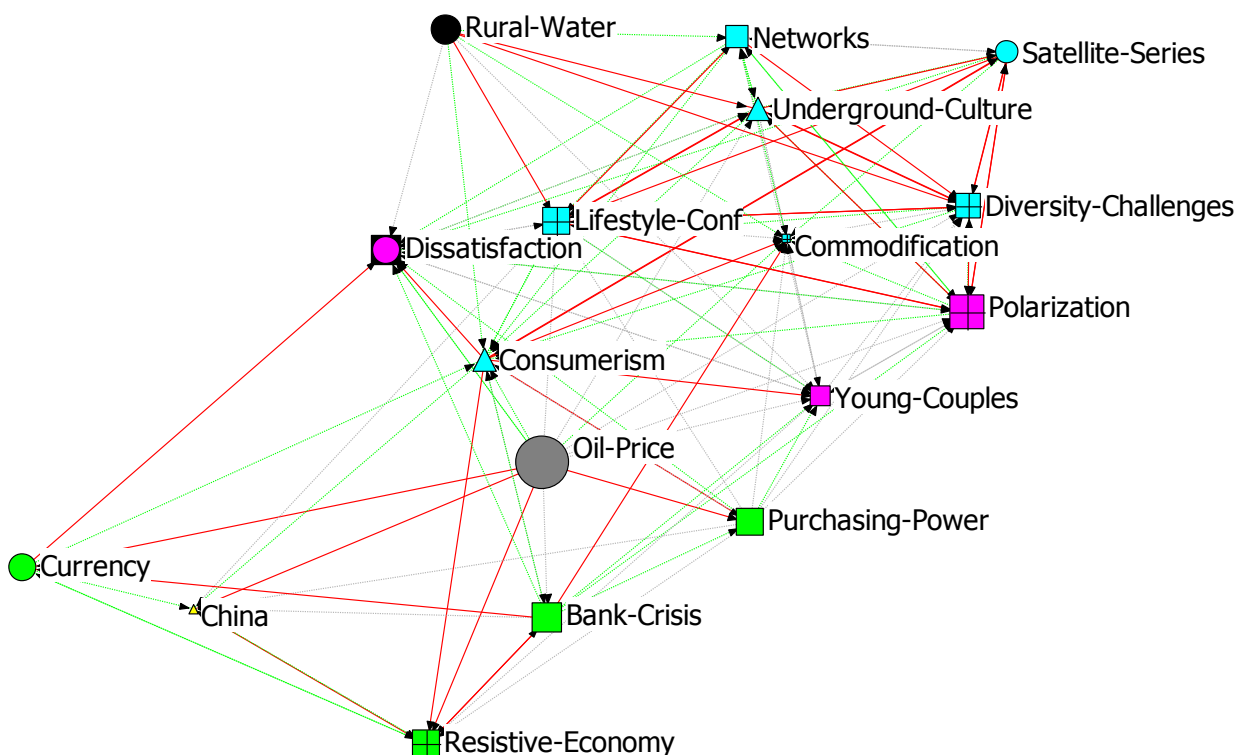 Rural-Water
Networks
Satellite-Series
Underground-Culture
Diversity-Challenges
Lifestyle-Conf
Commodification
Dissatisfaction
Polarization
Consumerism
Young-Couples
Oil-Price
Purchasing-Power
Currency
China
Bank-Crisis
Resistive-Economy